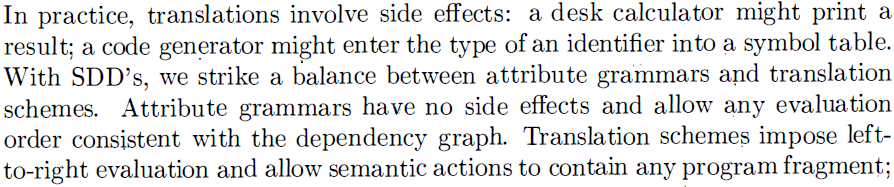 In practice, translations involve side effects: a desk calculator might print a
result; a code generator might enter the type of an identifier into a symbol table.
With SDD's, we strike a balance between attribute grammars and translation
schemes. Attribute grammars have no side effects and allow any evaluation
order consistent with the dependency graph. Translation schemes impose left-
to-right evaluation and allow semantic actions to contain any program fragment;